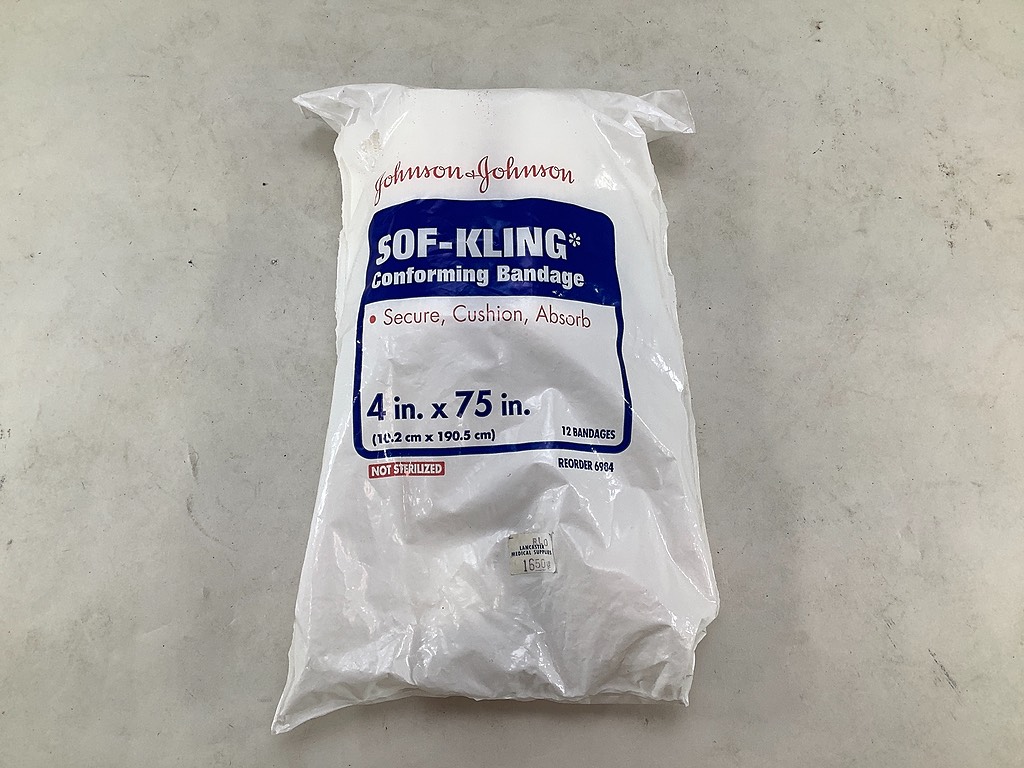 Johnson & Johnson
SOF-KLING*
Conforming Bandage
• Secure, Cushion, Absorb
4 in. x 75 in.
(10.2 cm x 190.5 cm)
12 BANDAGES
NOT STERILIZED
REORDER 6984
LANCASTER
MEDICAL SUPPLIES
1650